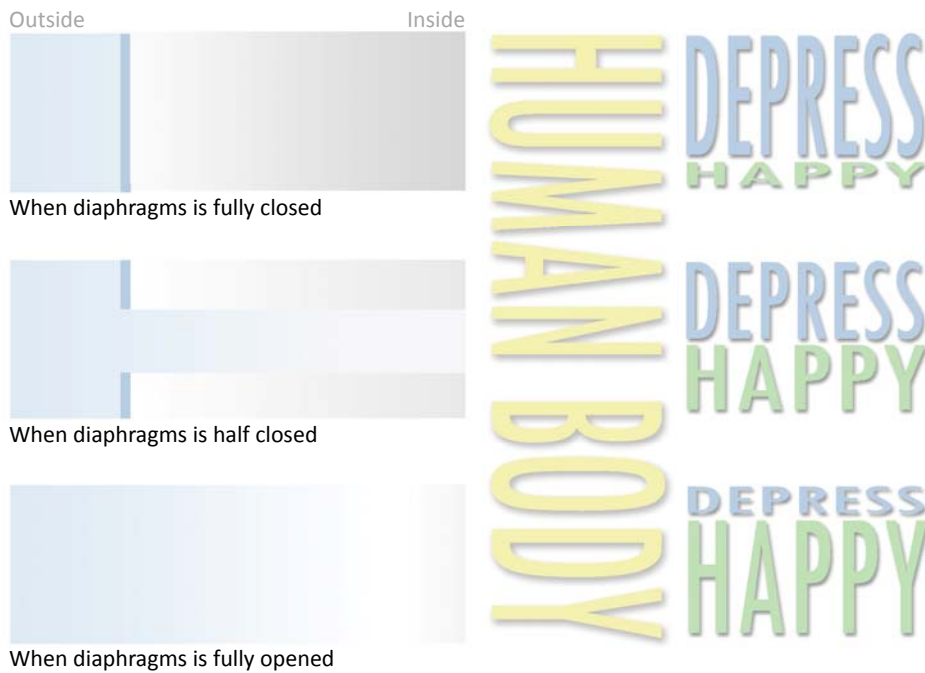 Outside Inside
When diaphragms is fully closed
When diaphragms is half closed
When diaphragms is fully opened
HUMAN BODY
DEPRESS
HAPPY
DEPRESS
HAPPY
DEPRESS
HAPPY